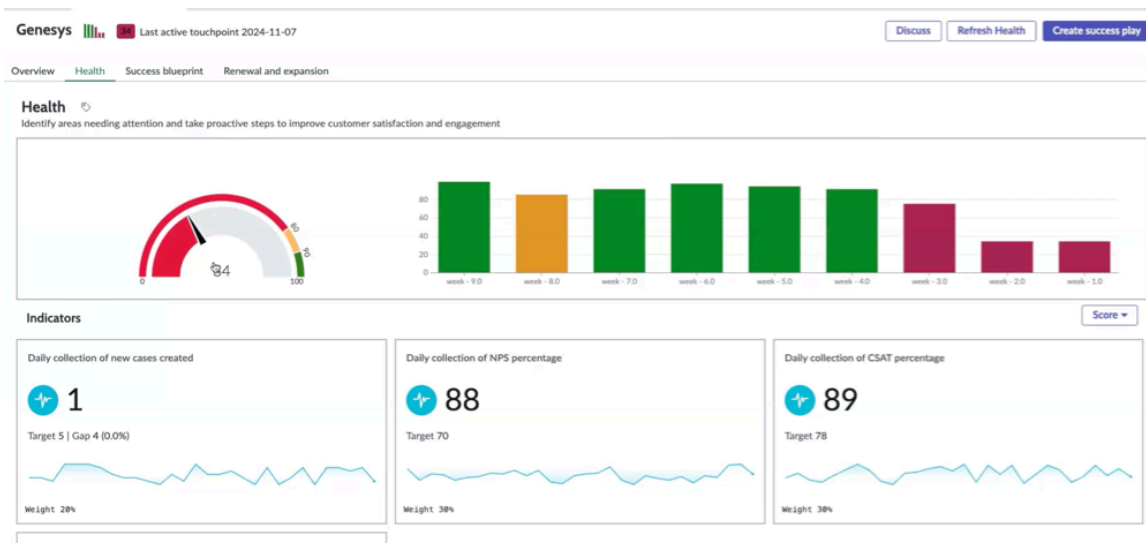 Genesys 34 Last active touchpoint 2024-11-07 Discuss Refresh Health Create success play
Overview Health Success blueprint Renewal and expansion
Health
Identify areas needing attention and take proactive steps to improve customer satisfaction and engagement
80
60
40
20
0
week - 9.0 week - 8.0 week - 7.0 week - 6.0 week - 5.0 week - 4.0 week - 3.0 week - 2.0 week - 1.0
80
90
34
0 100
Indicators Score
Daily collection of new cases created
1
Target 5 | Gap 4 (0.0%)
Weight 20%
Daily collection of NPS percentage
88
Target 70
Weight 30%
Daily collection of CSAT percentage
89
Target 78
Weight 30%